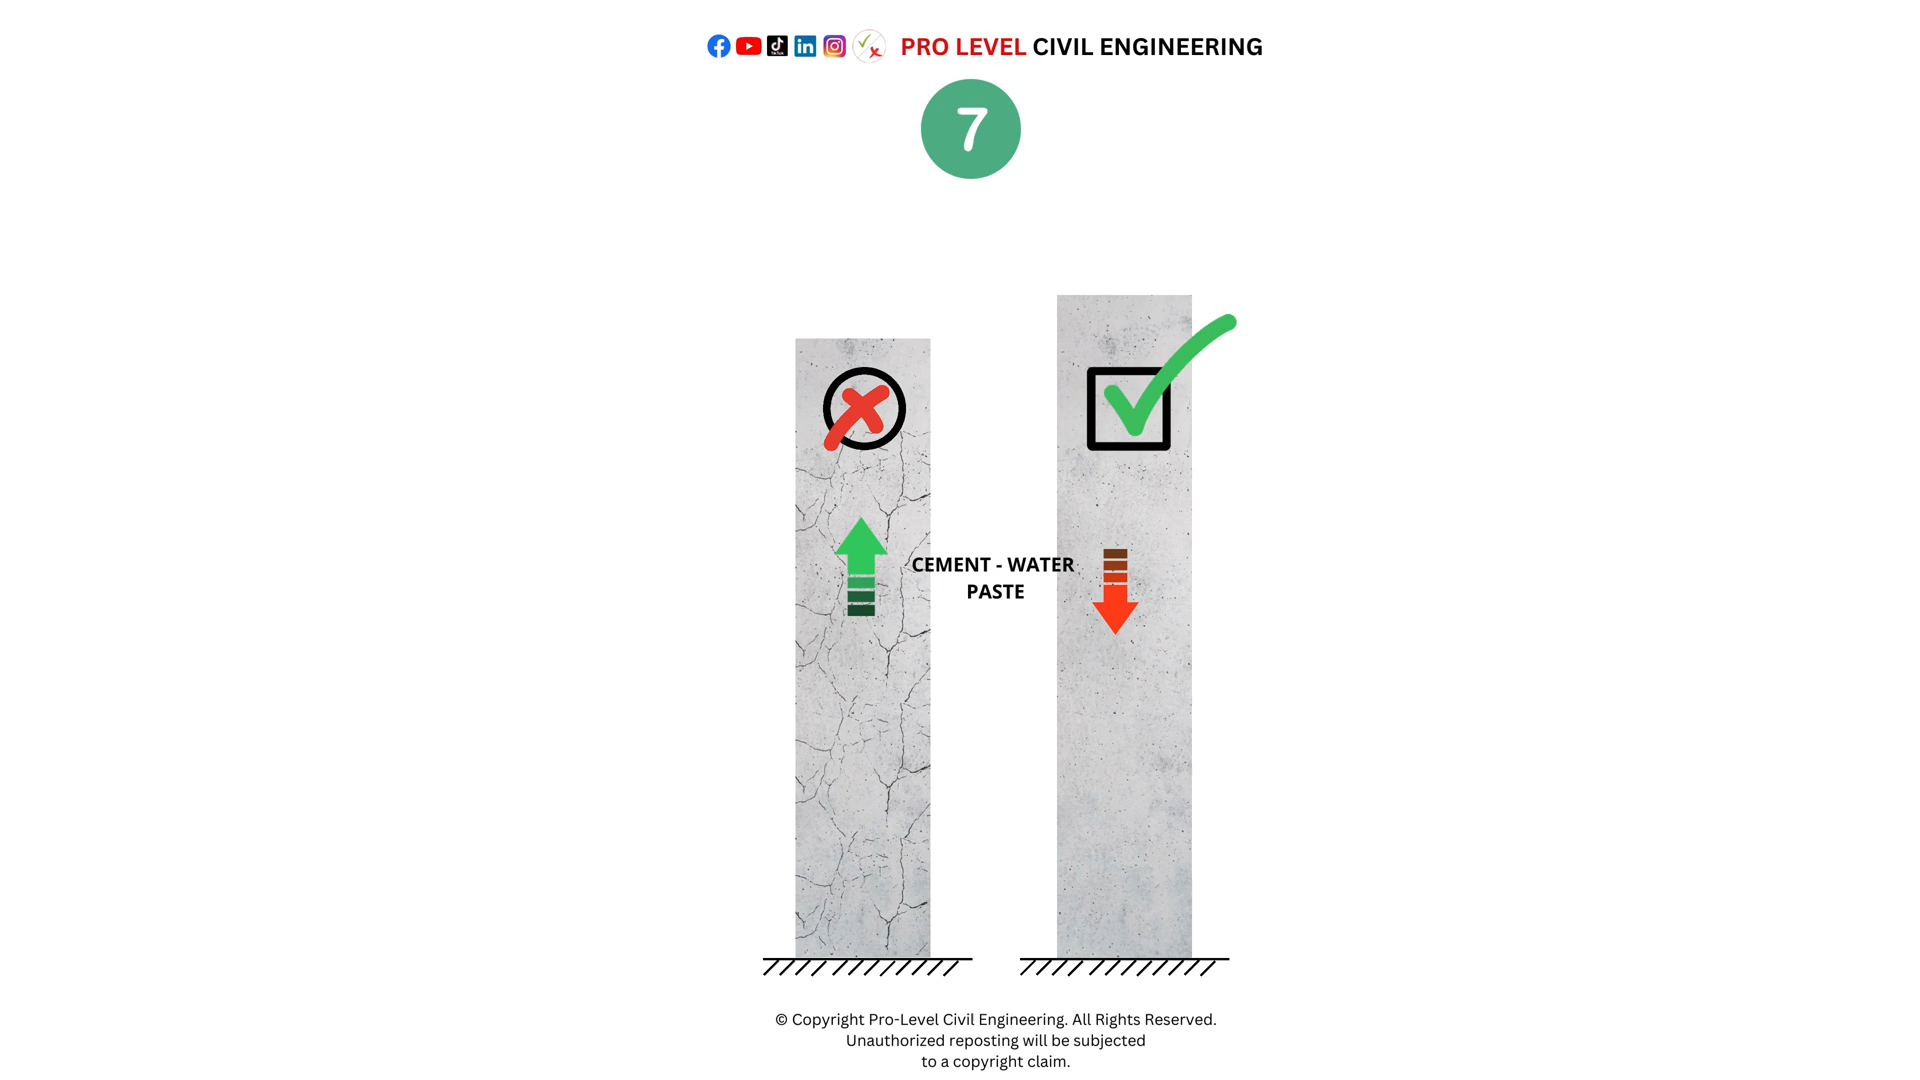 PRO LEVEL CIVIL ENGINEERING
7
CEMENT - WATER
PASTE
© Copyright Pro-Level Civil Engineering. All Rights Reserved.
Unauthorized reposting will be subjected
to a copyright claim.